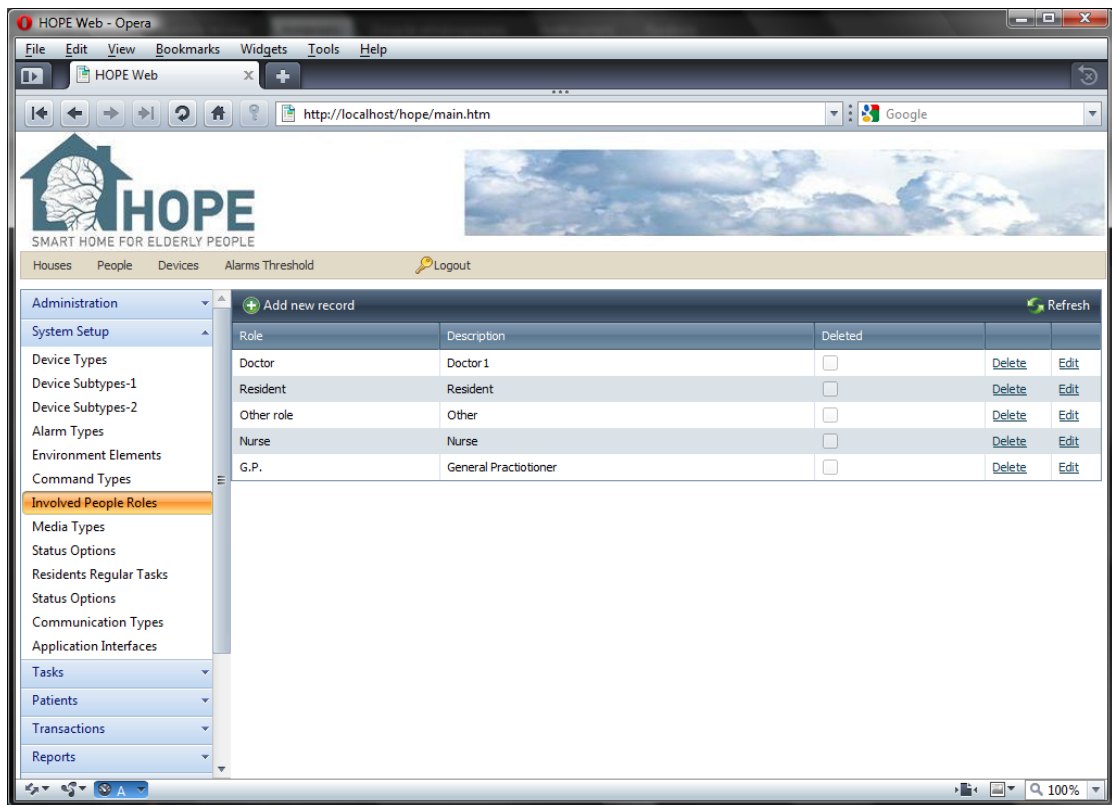 HOPE Web - Opera
File Edit View Bookmarks Widgets Tools Help
HOPE Web
http://localhost/hope/main.htm
Google
HOPE
SMART HOME FOR ELDERLY PEOPLE
Houses People Devices Alarms Threshold Logout
Administration
System Setup
Device Types
Device Subtypes-1
Device Subtypes-2
Alarm Types
Environment Elements
Command Types
Involved People Roles
Media Types
Status Options
Residents Regular Tasks
Status Options
Communication Types
Application Interfaces
Tasks
Patients
Transactions
Reports
Add new record Refresh
Role Description Deleted
Doctor Doctor1 Delete Edit
Resident Resident Delete Edit
Other role Other Delete Edit
Nurse Nurse Delete Edit
G.P. General Practiotioner Delete Edit
A
100%